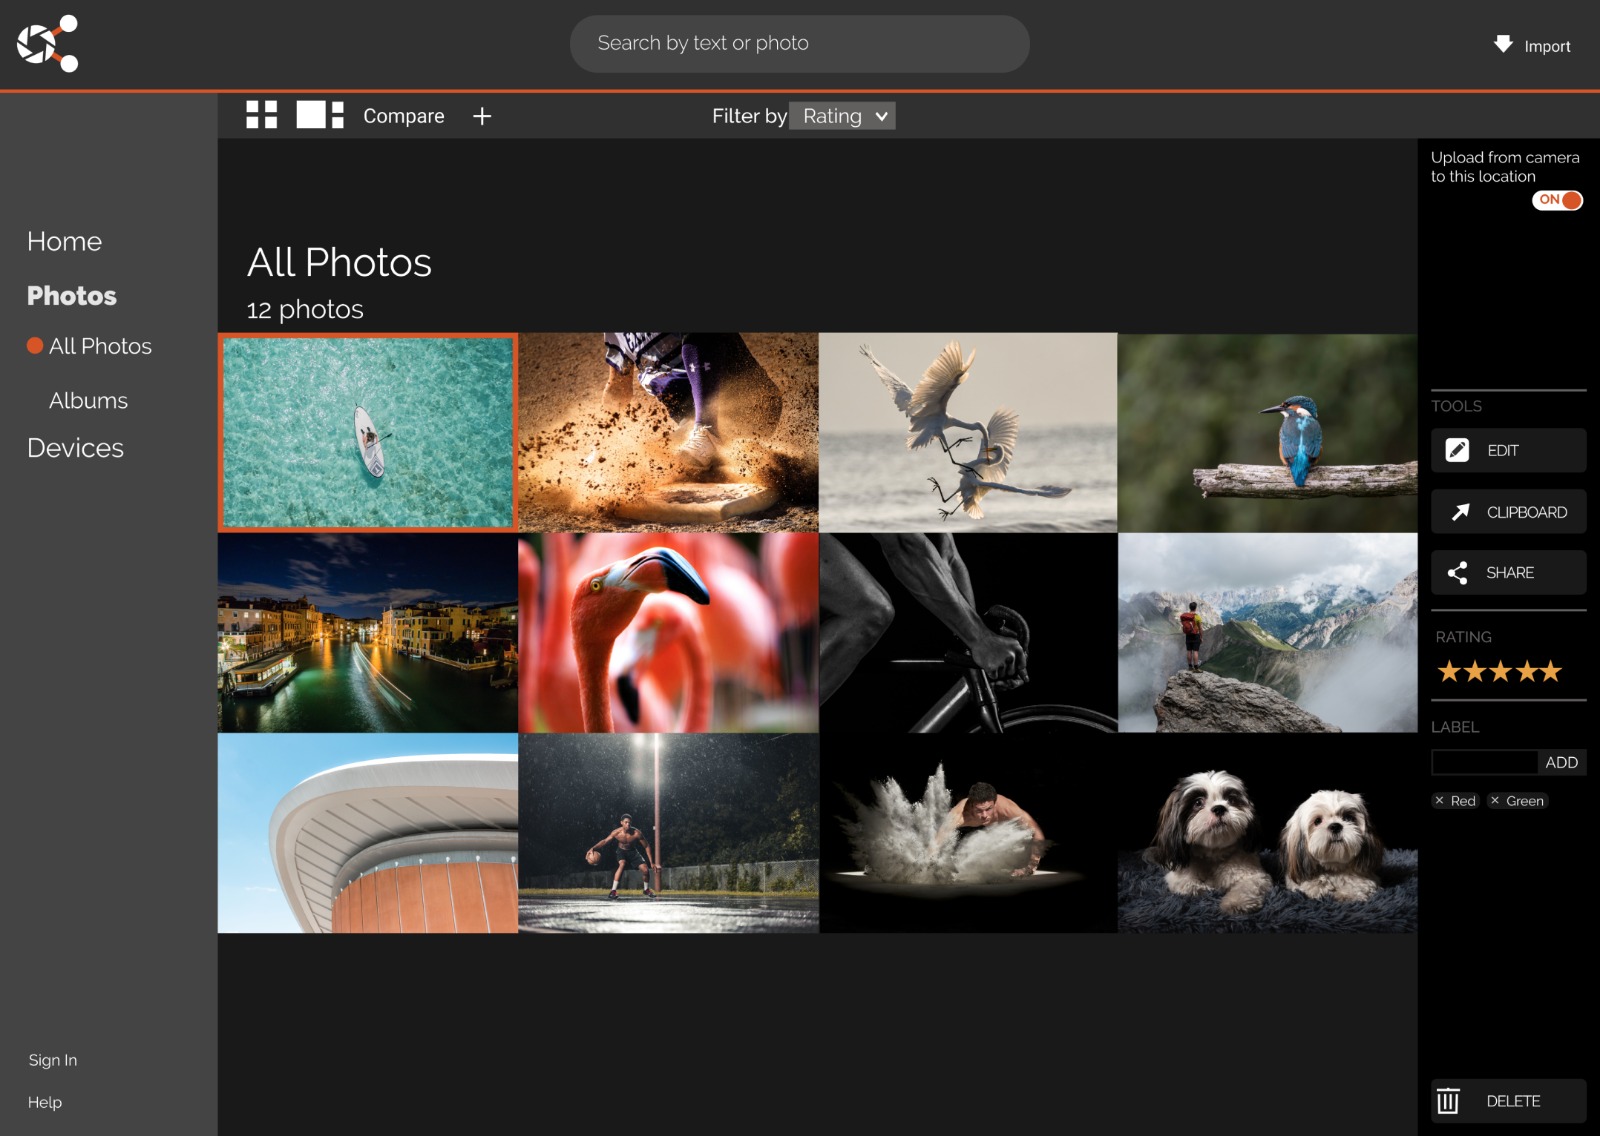 Search by text or photo
Import
Compare
Filter by Rating
Upload from camera
to this location
ON
Home
Photos
All Photos
Albums
Devices
All Photos
12 photos
TOOLS
EDIT
CLIPBOARD
SHARE
RATING
LABEL
ADD
× Red × Green
Sign In
Help
DELETE